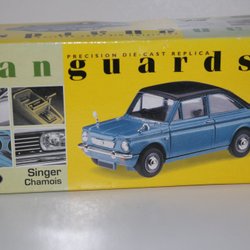 anguards
PRECISION DIE-CAST REPLICA
Singer
Chamois